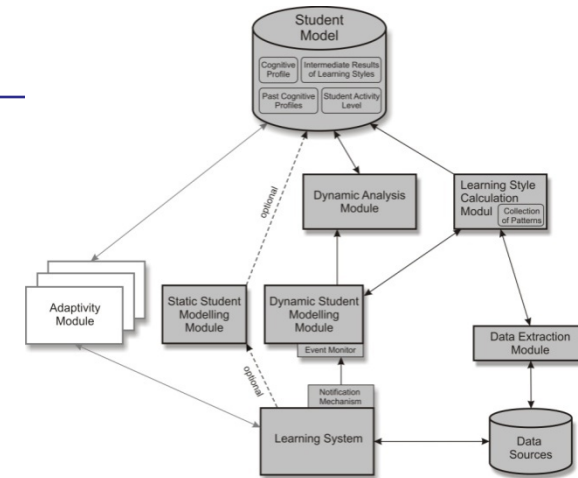 Student
Model
Cognitive
Profile
Intermediate Results
of Learning Styles
Past Cognitive
Profiles
Student Activity
Level
optional
Dynamic Analysis
Module
Learning Style
Calculation
Modul
Collection
of Patterns
Adaptivity
Module
Static Student
Modelling
Module
Dynamic Student
Modelling
Module
Event Monitor
Data Extraction
Module
optional
Notification
Mechanism
Learning System
Data
Sources